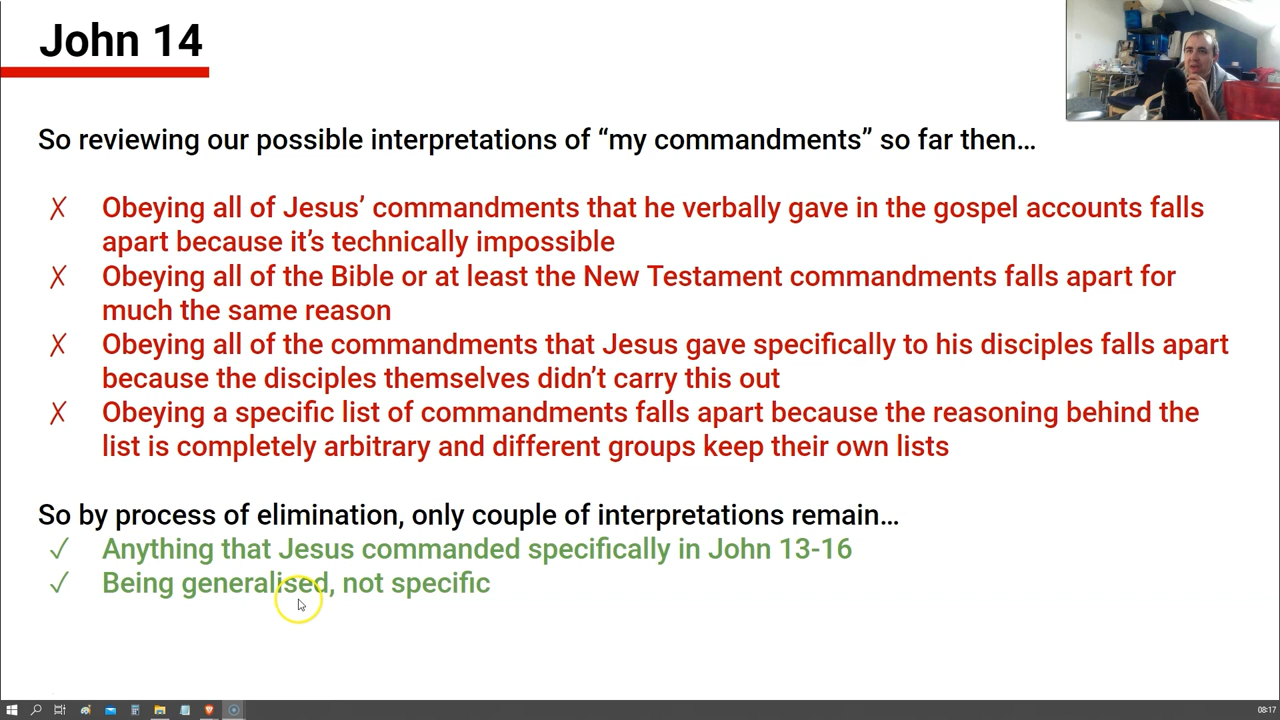 John 14
So reviewing our possible interpretations of “my commandments” so far then…
✗ Obeying all of Jesus’ commandments that he verbally gave in the gospel accounts falls
apart because it’s technically impossible
✗ Obeying all of the Bible or at least the New Testament commandments falls apart for
much the same reason
✗ Obeying all of the commandments that Jesus gave specifically to his disciples falls apart
because the disciples themselves didn’t carry this out
✗ Obeying a specific list of commandments falls apart because the reasoning behind the
list is completely arbitrary and different groups keep their own lists
So by process of elimination, only couple of interpretations remain…
✓ Anything that Jesus commanded specifically in John 13-16
✓ Being generalised, not specific
08:17